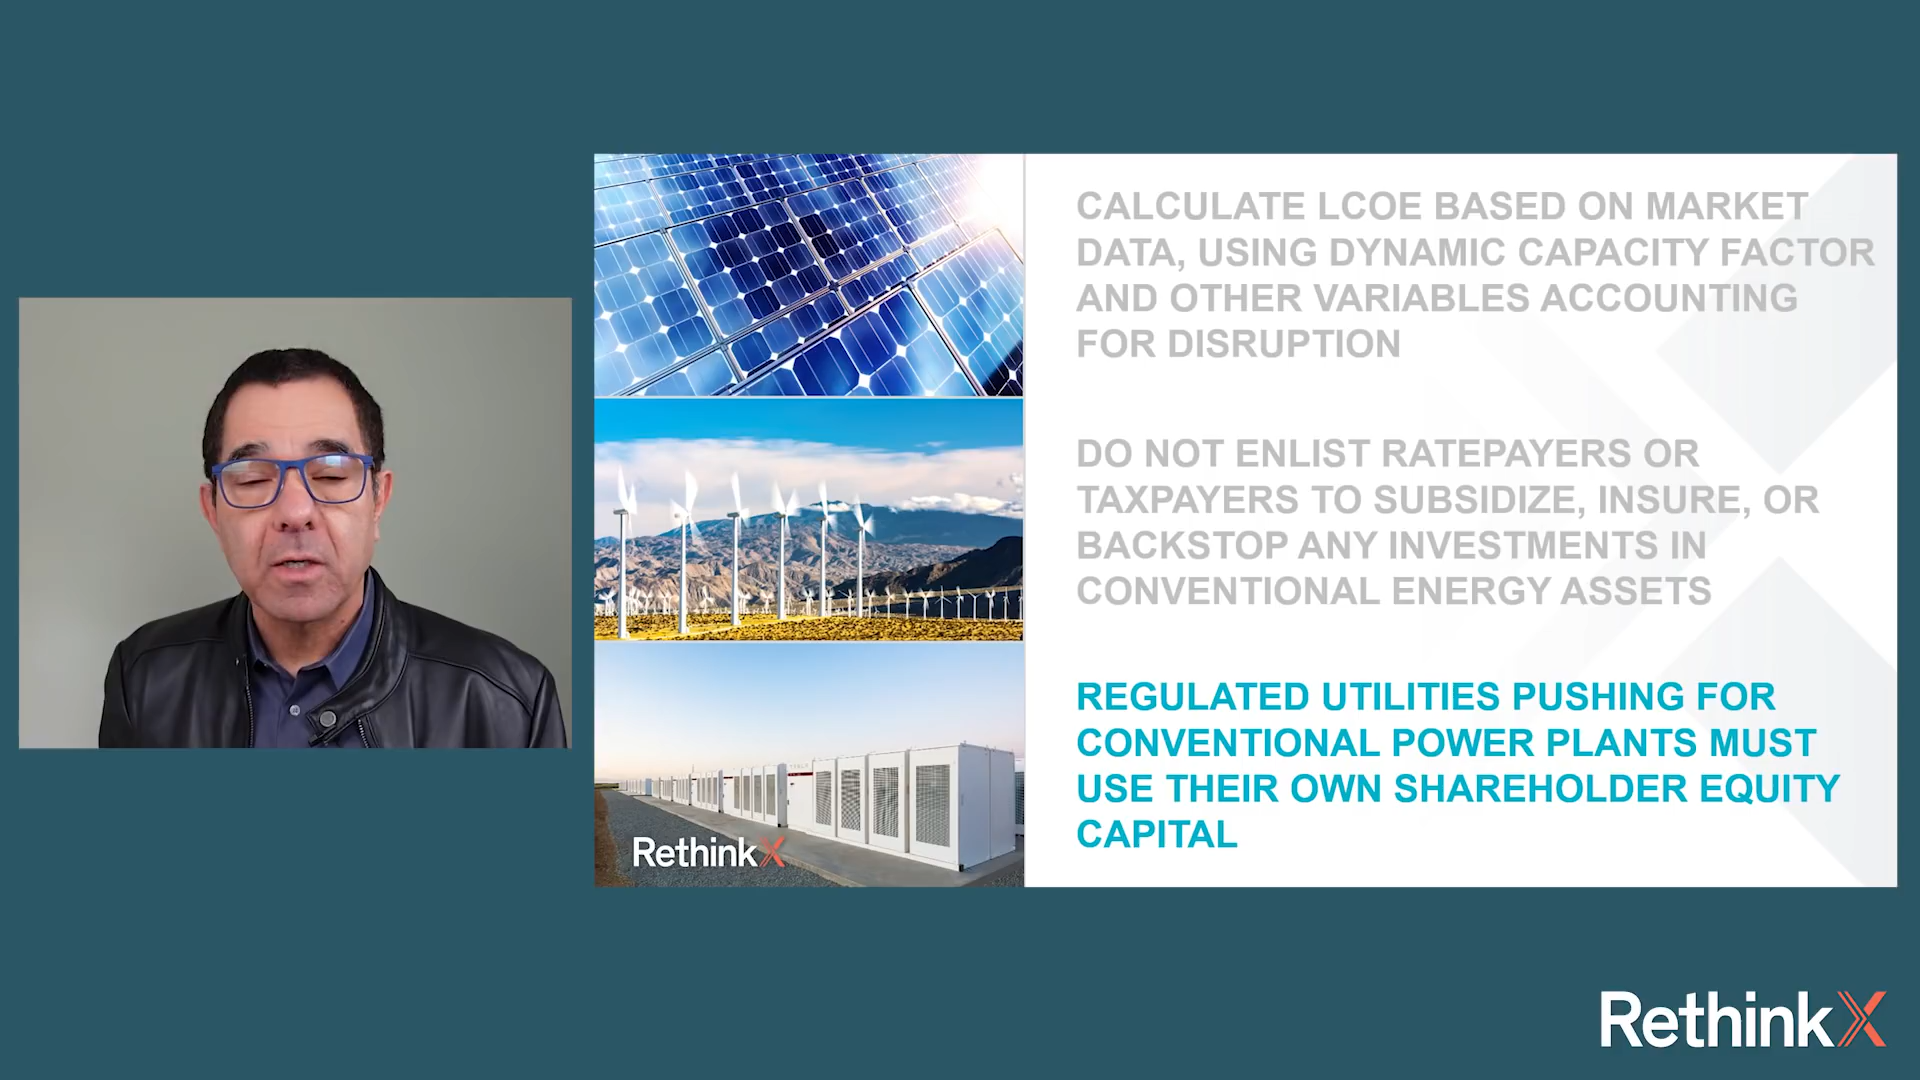 CALCULATE LCOE BASED ON MARKET
DATA, USING DYNAMIC CAPACITY FACTOR
AND OTHER VARIABLES ACCOUNTING
FOR DISRUPTION
DO NOT ENLIST RATEPAYERS OR
TAXPAYERS TO SUBSIDIZE, INSURE, OR
BACKSTOP ANY INVESTMENTS IN
CONVENTIONAL ENERGY ASSETS
REGULATED UTILITIES PUSHING FOR
CONVENTIONAL POWER PLANTS MUST
USE THEIR OWN SHAREHOLDER EQUITY
CAPITAL
RethinkX
RethinkX